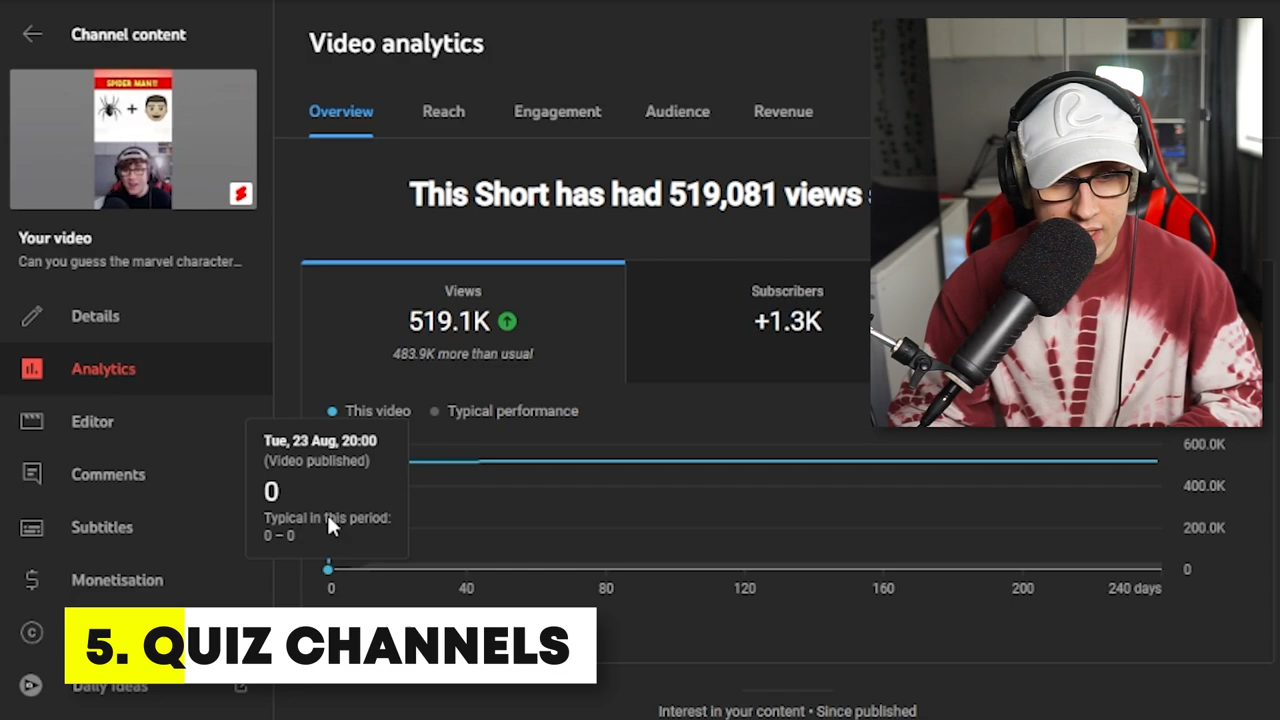 Channel content
SPIDER MAN!!
+
Your video
Can you guess the marvel character...
Details
Analytics
Editor
Comments
Subtitles
Monetisation
Daily Ideas
Video analytics
Overview
Reach
Engagement
Audience
Revenue
This Short has had 519,081 views
Views
519.1K
483.9K more than usual
Subscribers
+1.3K
This video
Typical performance
Tue, 23 Aug, 20:00
(Video published)
0
Typical in this period:
0 – 0
600.0K
400.0K
200.0K
0
0
40
80
120
160
200
240 days
5. QUIZ CHANNELS
Interest in your content • Since published